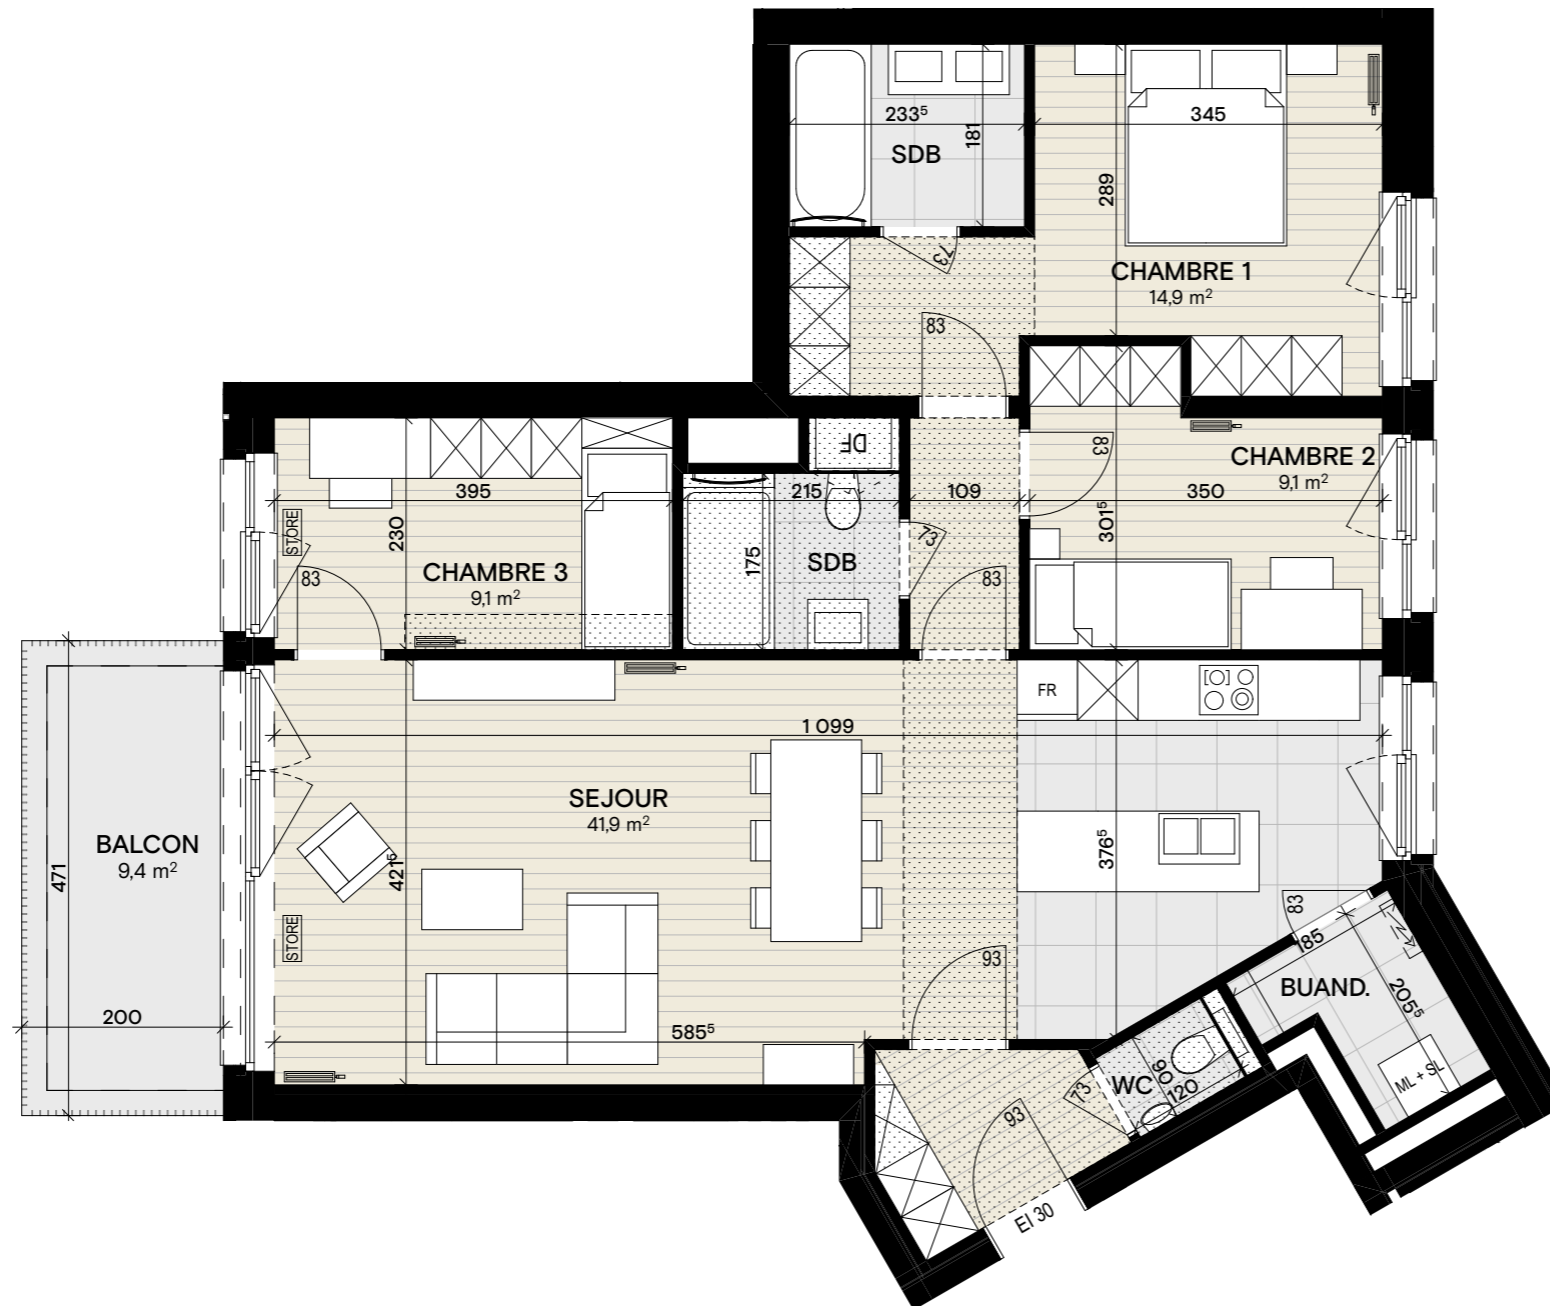 233⁵
181
SDB
345
289
CHAMBRE 1
14,9 m²
73
83
DF
83
CHAMBRE 2
9,1 m²
395
215
109
350
230
STORE
301⁵
175
73
SDB
CHAMBRE 3
9,1 m²
83
83
FR
1 099
SEJOUR
41,9 m²
BALCON
9,4 m²
471
421⁵
376⁵
STORE
83
185
93
BUAND.
205⁵
200
585⁵
WC
90
120
73
ML + SL
93
EI 30